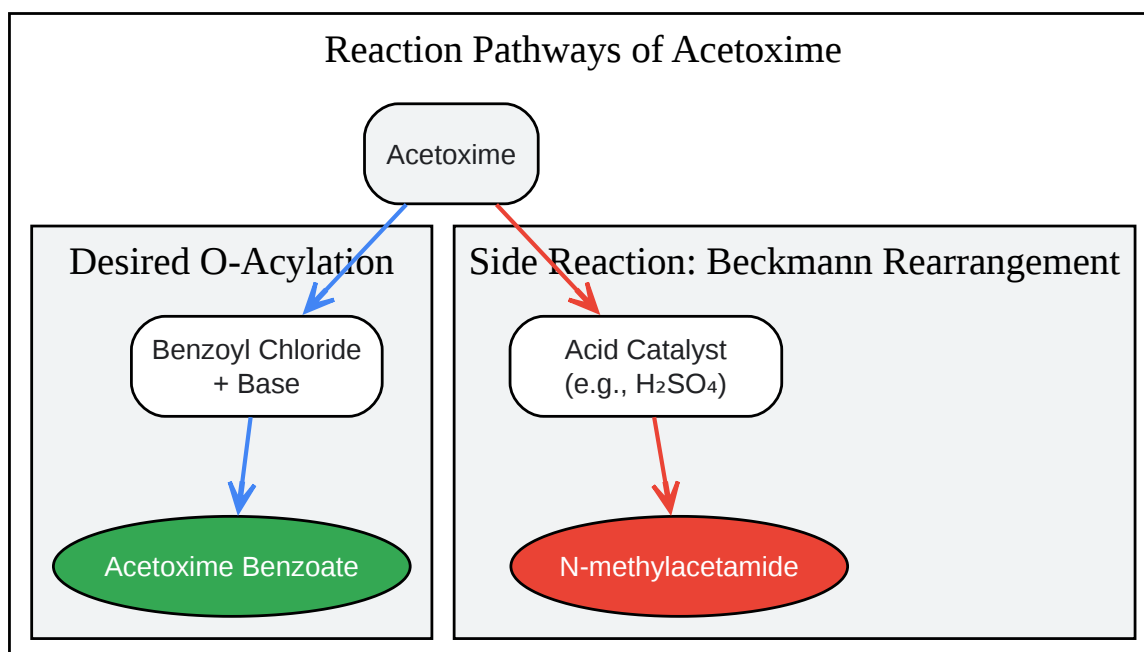 Reaction Pathways of Acetoxime
Acetoxime
Desired O-Acylation
Benzoyl Chloride
+ Base
Acetoxime Benzoate
Side Reaction: Beckmann Rearrangement
Acid Catalyst
(e.g., H₂SO₄)
N-methylacetamide